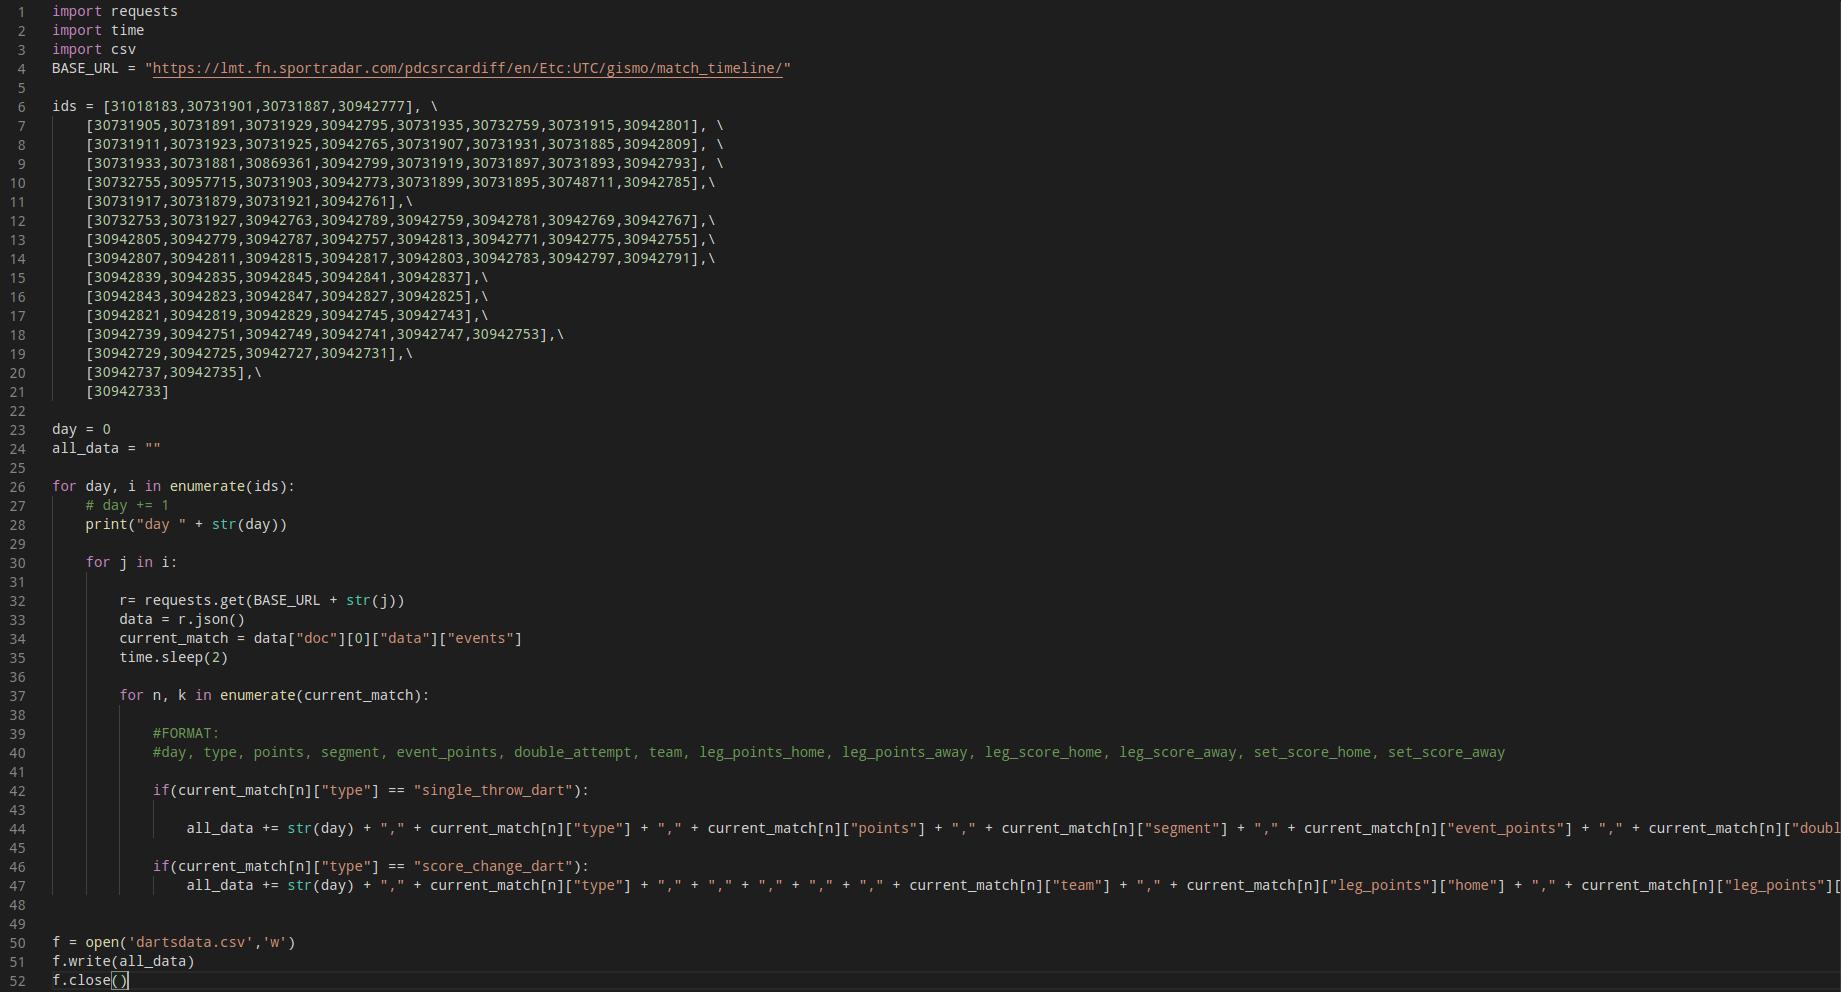 1 import requests
2 import time
3 import csv
4 BASE_URL = "https://lmt.fn.sportradar.com/pdcsrcardiff/en/Etc:UTC/gismo/match_timeline/"
5
6 ids = [31018183,30731901,30731887,30942777], \
7     [30731905,30731891,30731929,30942795,30731935,30732759,30731915,30942801], \
8     [30731911,30731923,30731925,30942765,30731907,30731931,30731885,30942809], \
9     [30731933,30731881,30869361,30942799,30731919,30731897,30731893,30942793], \
10     [30732755,30957715,30731903,30942773,30731899,30731895,30748711,30942785],\
11     [30731917,30731879,30731921,30942761],\
12     [30732753,30731927,30942763,30942789,30942759,30942781,30942769,30942767],\
13     [30942805,30942779,30942787,30942757,30942813,30942771,30942775,30942755],\
14     [30942807,30942811,30942815,30942817,30942803,30942783,30942797,30942791],\
15     [30942839,30942835,30942845,30942841,30942837],\
16     [30942843,30942823,30942847,30942827,30942825],\
17     [30942821,30942819,30942829,30942745,30942743],\
18     [30942739,30942751,30942749,30942741,30942747,30942753],\
19     [30942729,30942725,30942727,30942731],\
20     [30942737,30942735],\
21     [30942733]
22
23 day = 0
24 all_data = ""
25
26 for day, i in enumerate(ids):
27     # day += 1
28     print("day " + str(day))
29
30     for j in i:
31
32         r= requests.get(BASE_URL + str(j))
33         data = r.json()
34         current_match = data["doc"][0]["data"]["events"]
35         time.sleep(2)
36
37         for n, k in enumerate(current_match):
38
39             #FORMAT:
40             #day, type, points, segment, event_points, double_attempt, team, leg_points_home, leg_points_away, leg_score_home, leg_score_away, set_score_home, set_score_away
41
42             if(current_match[n]["type"] == "single_throw_dart"):
43
44                 all_data += str(day) + "," + current_match[n]["type"] + "," + current_match[n]["points"] + "," + current_match[n]["segment"] + "," + current_match[n]["event_points"] + "," + current_match[n]["doubl
45
46             if(current_match[n]["type"] == "score_change_dart"):
47                 all_data += str(day) + "," + current_match[n]["type"] + "," + "," + "," + "," + "," + current_match[n]["team"] + "," + current_match[n]["leg_points"]["home"] + "," + current_match[n]["leg_points"][
48
49
50 f = open('dartsdata.csv','w')
51 f.write(all_data)
52 f.close()